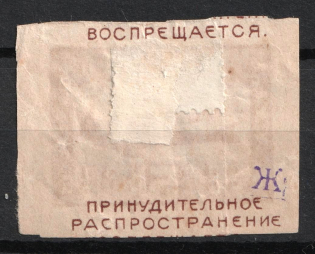 ВОСПРЕЩАЕТСЯ.
Ж
ПРИНУДИТЕЛЬНОЕ
РАСПРОСТРАНЕНИЕ